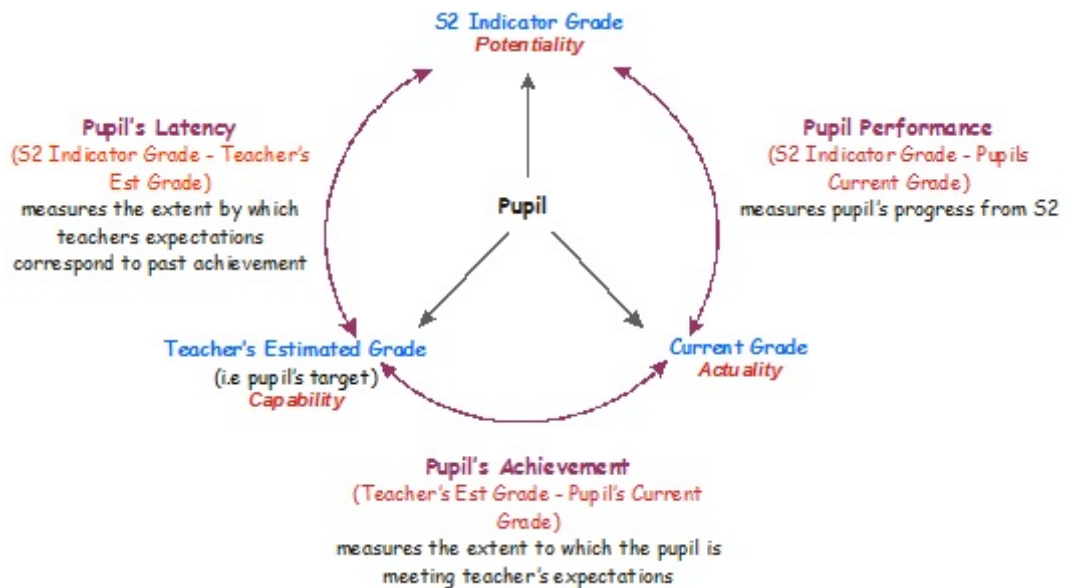 S2 Indicator Grade
Potentiality
Pupil's Latency
(S2 Indicator Grade - Teacher's
Est Grade)
measures the extent by which
teachers expectations
correspond to past achievement
Pupil Performance
(S2 Indicator Grade - Pupils
Current Grade)
measures pupil's progress from S2
Pupil
Teacher's Estimated Grade
(i.e pupil's target)
Capability
Current Grade
Actuality
Pupil's Achievement
(Teacher's Est Grade - Pupil's Current
Grade)
measures the extent to which the pupil is
meeting teacher's expectations